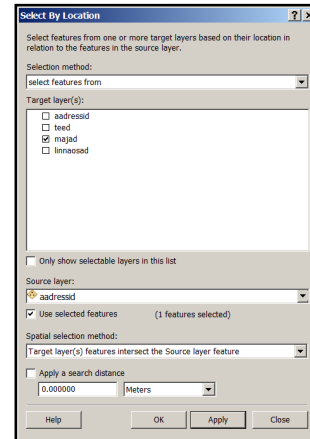 Select By Location
Select features from one or more target layers based on their location in
relation to the features in the source layer.
Selection method:
select features from
Target layer(s):
aadressid
teed
majad
linnaosad
Only show selectable layers in this list
Source layer:
aadressid
Use selected features (1 features selected)
Spatial selection method:
Target layer(s) features intersect the Source layer feature
Apply a search distance
0.000000 Meters
Help OK Apply Close